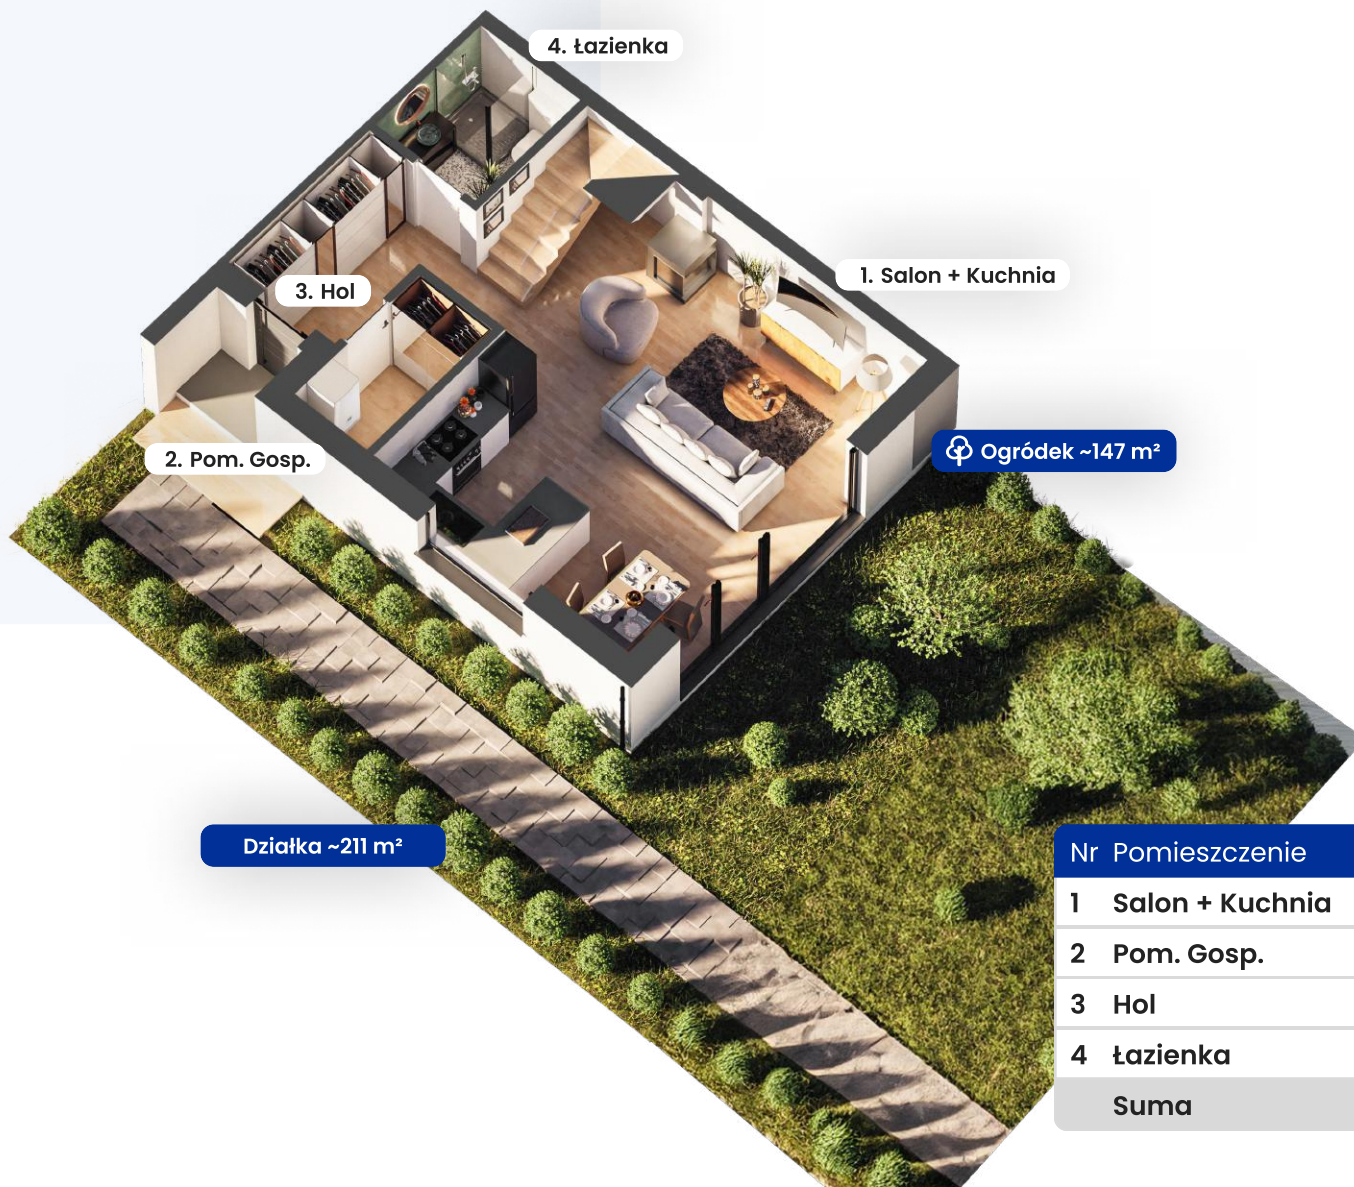 4. Łazienka
1. Salon + Kuchnia
3. Hol
2. Pom. Gosp.
Ogródek ~147 m²
Działka ~211 m²
Nr Pomieszczenie
1 Salon + Kuchnia
2 Pom. Gosp.
3 Hol
4 Łazienka
Suma